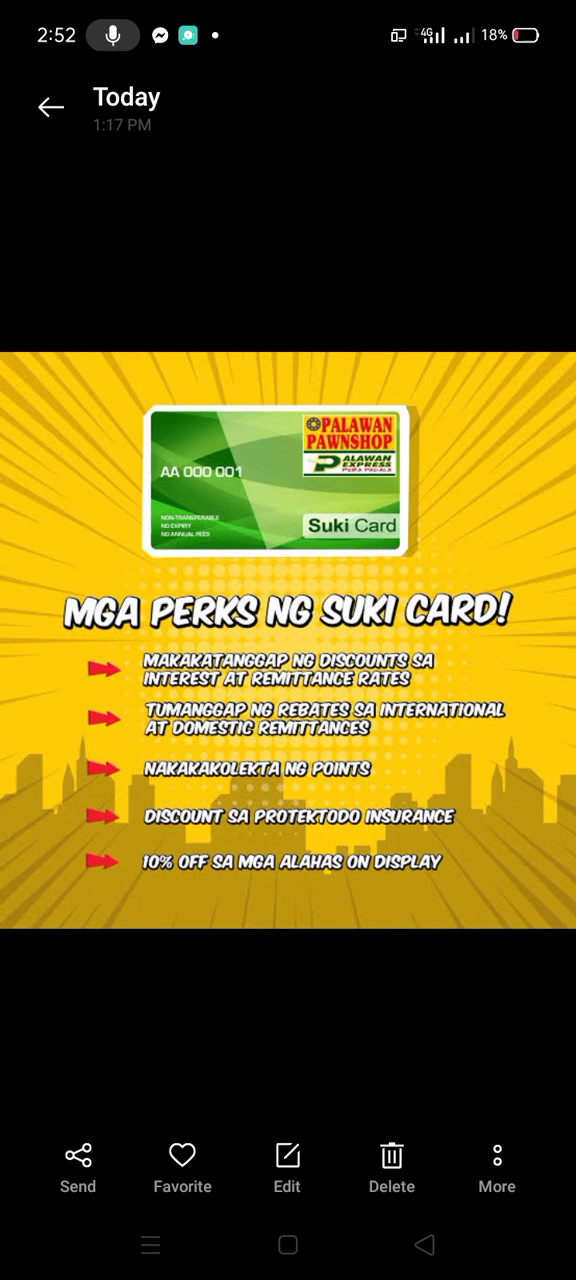 2:52
4G
18%
Today
1:17 PM
PALAWAN
PAWNSHOP
PALAWAN
EXPRESS
PERA PADALA
AA 000 001
NON-TRANSFERABLE
NO EXPIRY
NO ANNUAL FEES
Suki Card
MGA PERKS NG SUKI CARD!
MAKAKATANGGAP NG DISCOUNTS SA
INTEREST AT REMITTANCE RATES
TUMANGGAP NG REBATES SA INTERNATIONAL
AT DOMESTIC REMITTANCES
NAKAKAKOLEKTA NG POINTS
DISCOUNT SA PROTEKTODO INSURANCE
10% OFF SA MGA ALAHAS ON DISPLAY
Send
Favorite
Edit
Delete
More